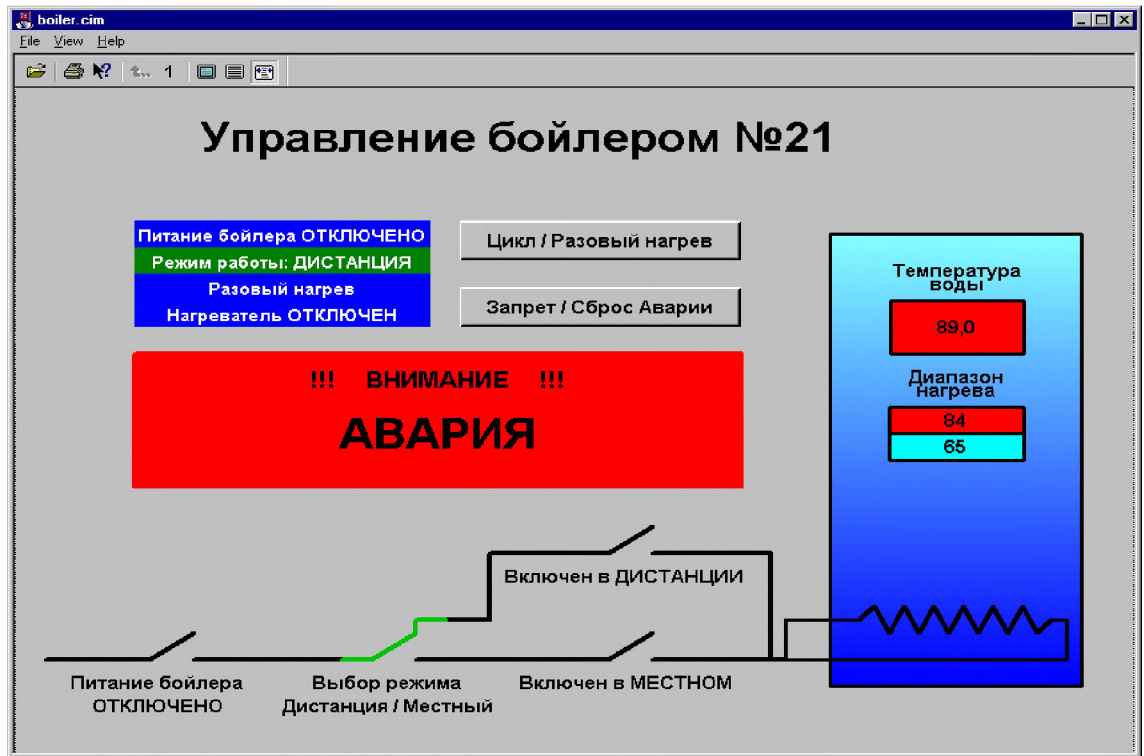 boiler.cim
File View Help
1
Управление бойлером №21
Питание бойлера ОТКЛЮЧЕНО
Режим работы: ДИСТАНЦИЯ
Разовый нагрев
Нагреватель ОТКЛЮЧЕН
Цикл / Разовый нагрев
Запрет / Сброс Аварии
!!! ВНИМАНИЕ !!!
АВАРИЯ
Температура
воды
89,0
Диапазон
нагрева
84
65
Включен в ДИСТАНЦИИ
Питание бойлера
ОТКЛЮЧЕНО
Выбор режима
Дистанция / Местный
Включен в МЕСТНОМ